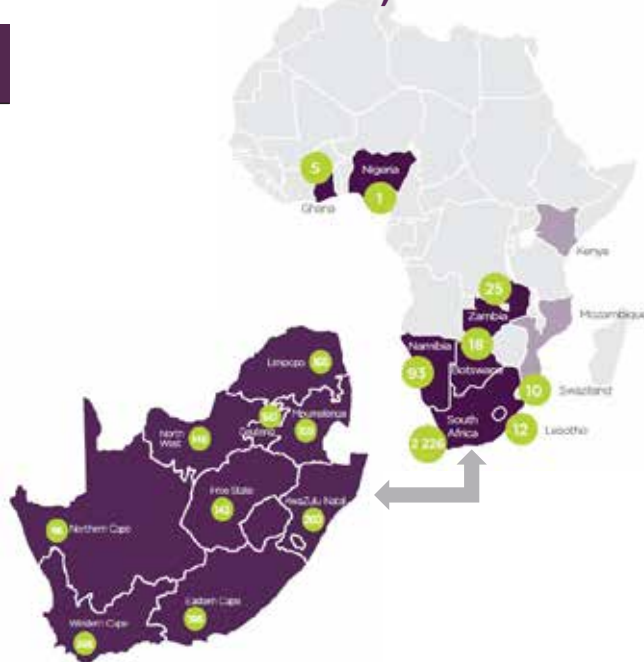 5
Nigeria
1
Ghana
Kenya
25
Zambia
Mozambique
Namibia
18
93
Botswana
10
Swaziland
South
Africa
12
Lesotho
2 226
Limpopo
Mpumalanga
Gauteng
North
West
Free State
KwaZulu Natal
Northern Cape
Eastern Cape
Western Cape